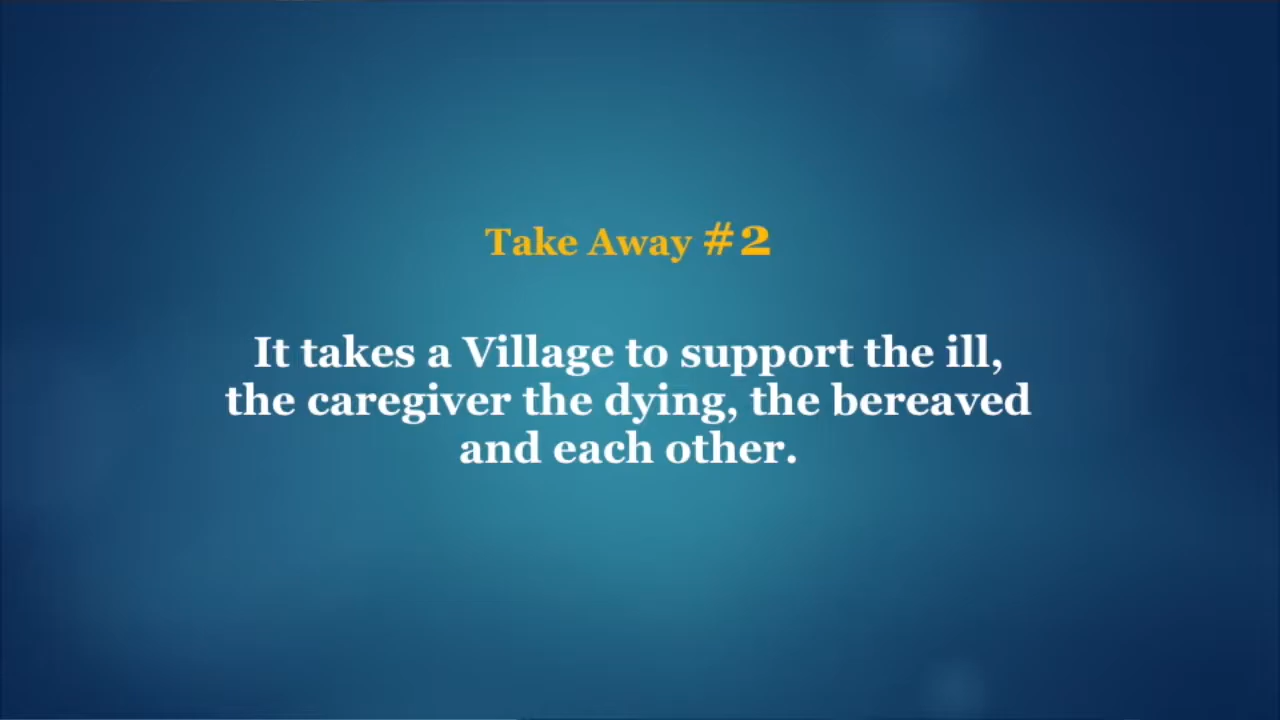 Take Away #2
It takes a Village to support the ill,
the caregiver the dying, the bereaved
and each other.